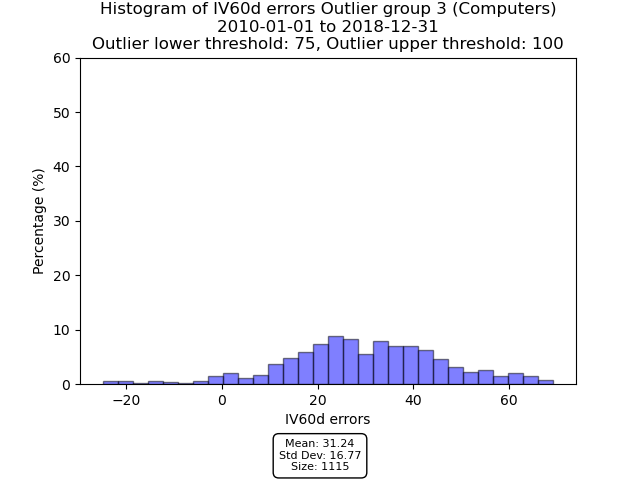 Histogram of IV60d errors Outlier group 3 (Computers)
2010-01-01 to 2018-12-31
Outlier lower threshold: 75, Outlier upper threshold: 100
60
50
40
30
20
10
0
Percentage (%)
−20
0
20
40
60
IV60d errors
Mean: 31.24
Std Dev: 16.77
Size: 1115